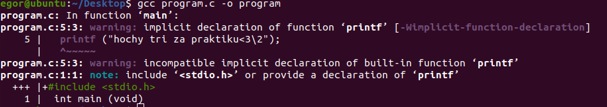 egor@ubuntu:~/Desktop$ gcc program.c -o program
program.c: In function ‘main’:
program.c:5:3: warning: implicit declaration of function ‘printf’ [-Wimplicit-function-declaration]
    5 |   printf ("hochy tri za praktiku<3\2");
      |   ^~~~~~
program.c:5:3: warning: incompatible implicit declaration of built-in function ‘printf’
program.c:1:1: note: include ‘<stdio.h>’ or provide a declaration of ‘printf’
  +++ |+#include <stdio.h>
    1 | int main (void)